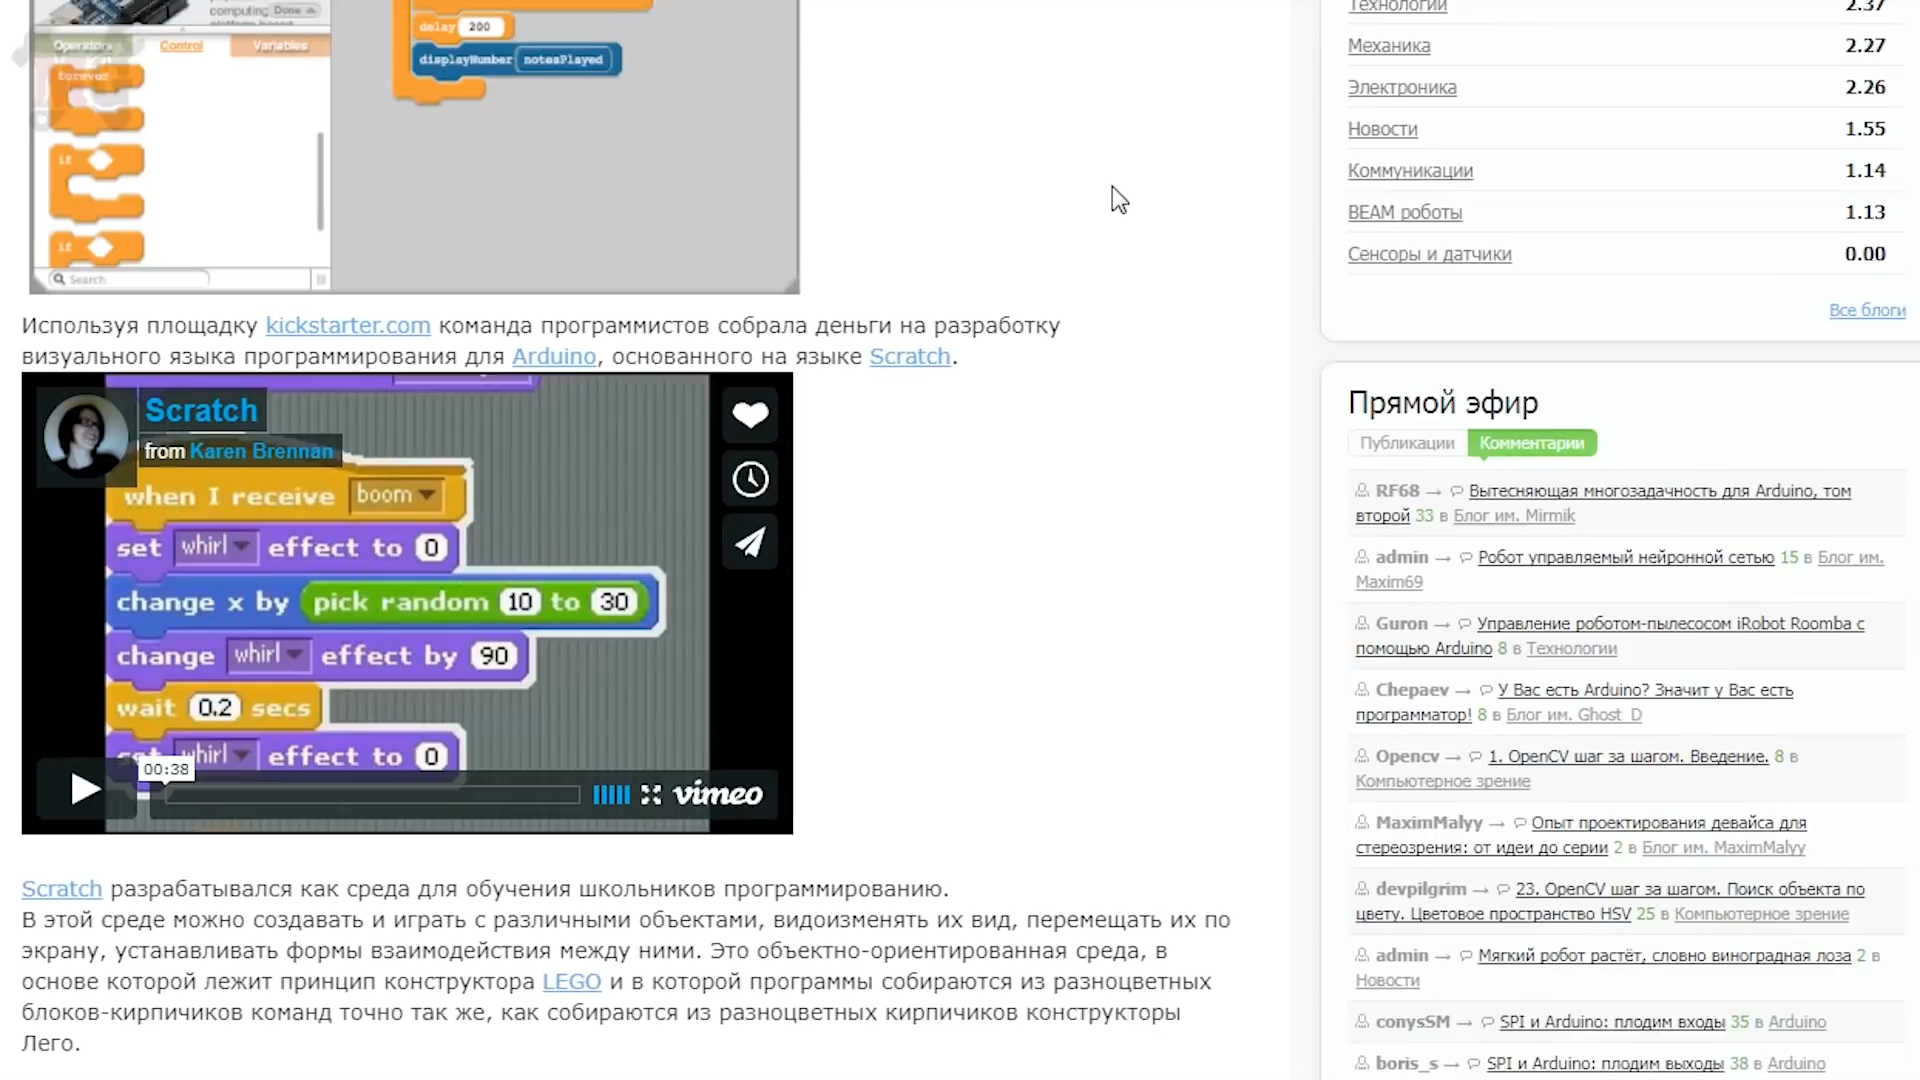 computing Done
Operators Control Variables
forever
if
if
Search
delay 200
displayNumber notesPlayed
Используя площадку kickstarter.com команда программистов собрала деньги на разработку
визуального языка программирования для Arduino, основанного на языке Scratch.
Scratch
from Karen Brennan
when I receive boom
set whirl effect to 0
change x by pick random 10 to 30
change whirl effect by 90
wait 0.2 secs
set whirl effect to 0
00:38
vimeo
Scratch разрабатывался как среда для обучения школьников программированию.
В этой среде можно создавать и играть с различными объектами, видоизменять их вид, перемещать их по
экрану, устанавливать формы взаимодействия между ними. Это объектно-ориентированная среда, в
основе которой лежит принцип конструктора LEGO и в которой программы собираются из разноцветных
блоков-кирпичиков команд точно так же, как собираются из разноцветных кирпичиков конструкторы
Лего.
Технологии 2.37
Механика 2.27
Электроника 2.26
Новости 1.55
Коммуникации 1.14
BEAM роботы 1.13
Сенсоры и датчики 0.00
Все блоги
Прямой эфир
Публикации Комментарии
RF68 → Вытесняющая многозадачность для Arduino, том
второй 33 в Блог им. Mirmik
admin → Робот управляемый нейронной сетью 15 в Блог им.
Maxim69
Guron → Управление роботом-пылесосом iRobot Roomba с
помощью Arduino 8 в Технологии
Chepaev → У Вас есть Arduino? Значит у Вас есть
программатор! 8 в Блог им. Ghost_D
Opencv → 1. OpenCV шаг за шагом. Введение. 8 в
Компьютерное зрение
MaximMalyy → Опыт проектирования девайса для
стереозрения: от идеи до серии 2 в Блог им. MaximMalyy
devpilgrim → 23. OpenCV шаг за шагом. Поиск объекта по
цвету. Цветовое пространство HSV 25 в Компьютерное зрение
admin → Мягкий робот растёт, словно виноградная лоза 2 в
Новости
conysSM → SPI и Arduino: плодим входы 35 в Arduino
boris_s → SPI и Arduino: плодим выходы 38 в Arduino